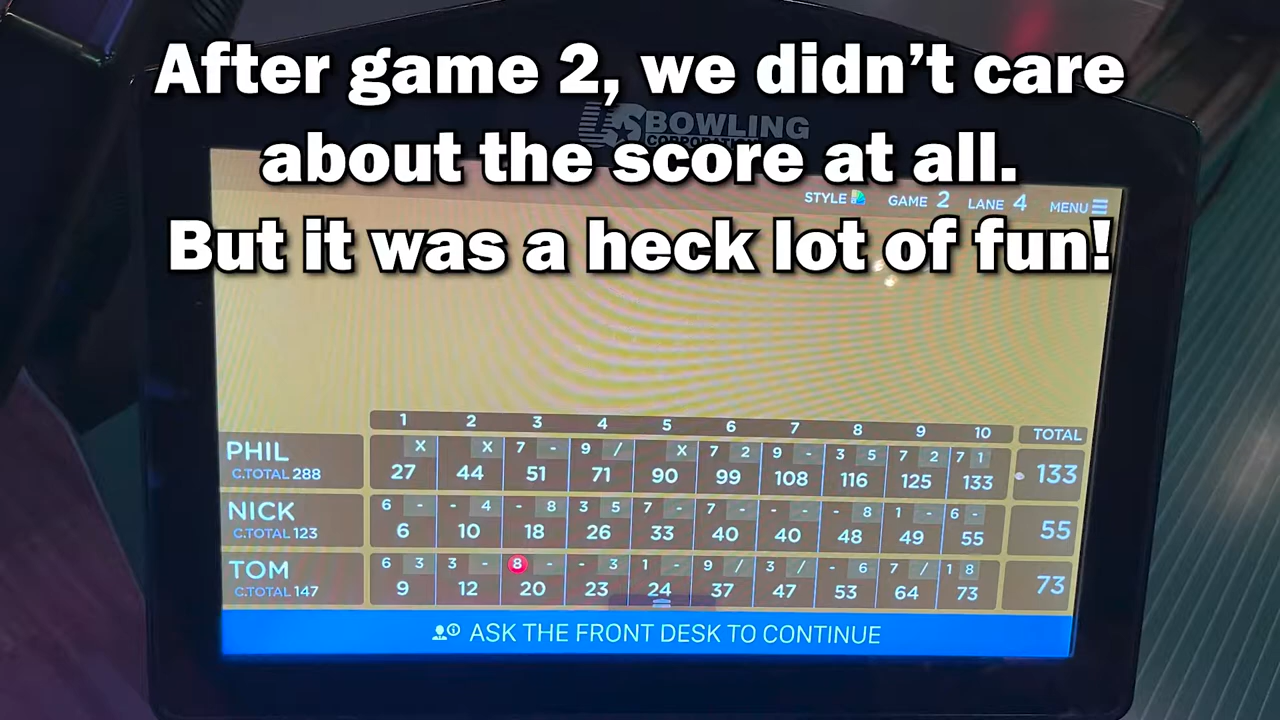 After game 2, we didn't care
about the score at all.
But it was a heck lot of fun!
US BOWLING
CORPORATION
STYLE GAME 2 LANE 4 MENU
1 2 3 4 5 6 7 8 9 10 TOTAL
PHIL
C.TOTAL 288
X X 7 - 9 / X 7 2 9 - 3 5 7 2 7 1
27 44 51 71 90 99 108 116 125 133 133
NICK
C.TOTAL 123
6 - - 4 - 8 3 5 7 - 7 - - - - 8 1 - 6 -
6 10 18 26 33 40 40 48 49 55 55
TOM
C.TOTAL 147
6 3 3 - 8 - - 3 1 - 9 / 3 / - 6 7 / 1 8
9 12 20 23 24 37 47 53 64 73 73
ASK THE FRONT DESK TO CONTINUE